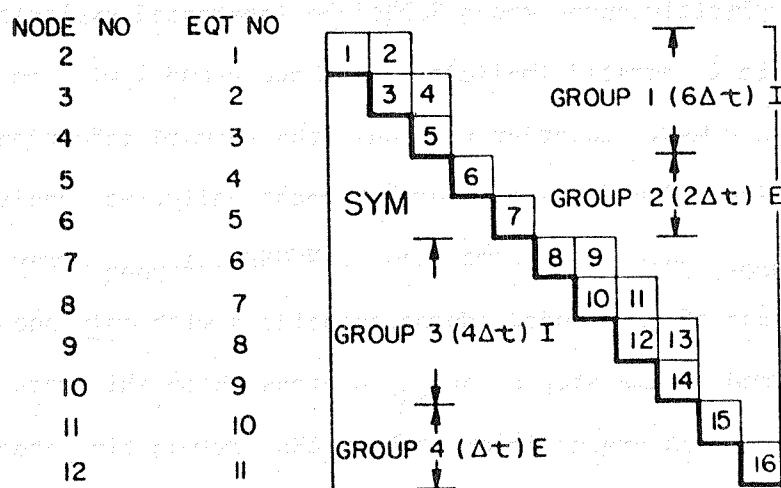 NODE NO EQT NO
2 1 1 2
3 2 3 4 GROUP 1 (6Δt) I
4 3 5
5 4 6
SYM GROUP 2 (2Δt) E
6 5 7
7 6 8 9
8 7 10 11
9 8 GROUP 3 (4Δt) I 12 13
10 9 14
11 10 15
12 11 GROUP 4 (Δt) E 16